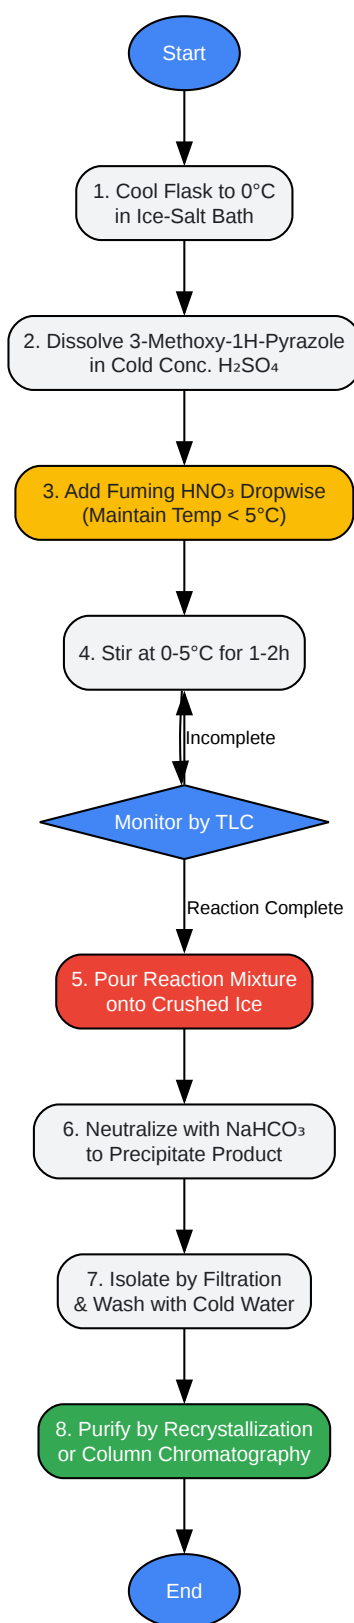 Start
1. Cool Flask to 0°C
in Ice-Salt Bath
2. Dissolve 3-Methoxy-1H-Pyrazole
in Cold Conc. H₂SO₄
3. Add Fuming HNO₃ Dropwise
(Maintain Temp < 5°C)
4. Stir at 0-5°C for 1-2h
Incomplete
Monitor by TLC
Reaction Complete
5. Pour Reaction Mixture
onto Crushed Ice
6. Neutralize with NaHCO₃
to Precipitate Product
7. Isolate by Filtration
& Wash with Cold Water
8. Purify by Recrystallization
or Column Chromatography
End